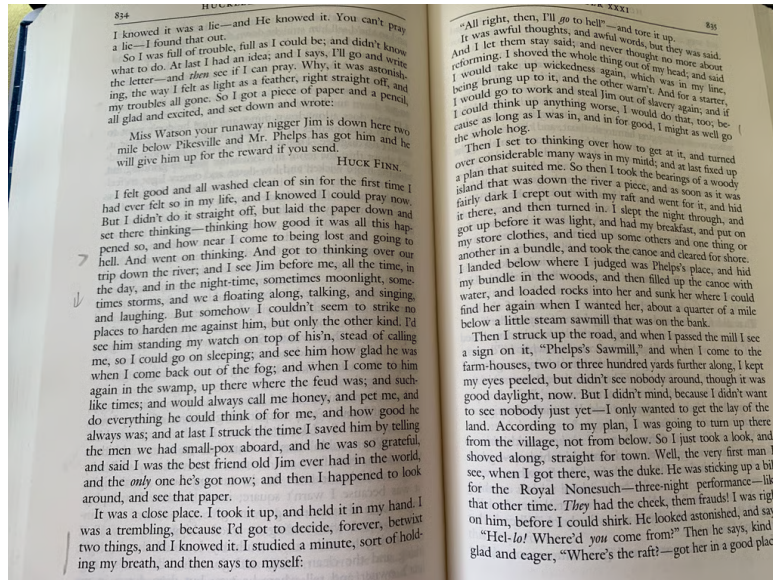 834
I knowed it was a lie—and He knowed it. You can't pray
a lie—I found that out.
So I was full of trouble, full as I could be; and didn't know
what to do. At last I had an idea; and I says, I'll go and write
the letter—and then see if I can pray. Why, it was astonish-
ing, the way I felt as light as a feather, right straight off, and
my troubles all gone. So I got a piece of paper and a pencil,
all glad and excited, and set down and wrote:
Miss Watson your runaway nigger Jim is down here two
mile below Pikesville and Mr. Phelps has got him and he
will give him up for the reward if you send.
HUCK FINN.
I felt good and all washed clean of sin for the first time I
had ever felt so in my life, and I knowed I could pray now.
But I didn't do it straight off, but laid the paper down and
set there thinking—thinking how good it was all this hap-
pened so, and how near I come to being lost and going to
hell. And went on thinking. And got to thinking over our
trip down the river; and I see Jim before me, all the time, in
the day, and in the night-time, sometimes moonlight, some-
times storms, and we a floating along, talking, and singing,
and laughing. But somehow I couldn't seem to strike no
places to harden me against him, but only the other kind. I'd
see him standing my watch on top of his'n, stead of calling
me, so I could go on sleeping; and see him how glad he was
when I come back out of the fog; and when I come to him
again in the swamp, up there where the feud was; and such-
like times; and would always call me honey, and pet me, and
do everything he could think of for me, and how good he
always was; and at last I struck the time I saved him by telling
the men we had small-pox aboard, and he was so grateful,
and said I was the best friend old Jim ever had in the world,
and the only one he's got now; and then I happened to look
around, and see that paper.
It was a close place. I took it up, and held it in my hand. I
was a trembling, because I'd got to decide, forever, betwixt
two things, and I knowed it. I studied a minute, sort of hold-
ing my breath, and then says to myself:
XXXI 835
"All right, then, I'll go to hell"—and tore it up.
It was awful thoughts, and awful words, but they was said.
And I let them stay said; and never thought no more about
reforming. I shoved the whole thing out of my head; and said
I would take up wickedness again, which was in my line,
being brung up to it, and the other warn't. And for a starter,
I would go to work and steal Jim out of slavery again; and if
I could think up anything worse, I would do that, too; be-
cause as long as I was in, and in for good, I might as well go
the whole hog.
Then I set to thinking over how to get at it, and turned
over considerable many ways in my mind; and at last fixed up
a plan that suited me. So then I took the bearings of a woody
island that was down the river a piece, and as soon as it was
fairly dark I crept out with my raft and went for it, and hid
it there, and then turned in. I slept the night through, and
got up before it was light, and had my breakfast, and put on
my store clothes, and tied up some others and one thing or
another in a bundle, and took the canoe and cleared for shore.
I landed below where I judged was Phelps's place, and hid
my bundle in the woods, and then filled up the canoe with
water, and loaded rocks into her and sunk her where I could
find her again when I wanted her, about a quarter of a mile
below a little steam sawmill that was on the bank.
Then I struck up the road, and when I passed the mill I see
a sign on it, "Phelps's Sawmill," and when I come to the
farm-houses, two or three hundred yards further along, I kept
my eyes peeled, but didn't see nobody around, though it was
good daylight, now. But I didn't mind, because I didn't want
to see nobody just yet—I only wanted to get the lay of the
land. According to my plan, I was going to turn up there
from the village, not from below. So I just took a look, and
shoved along, straight for town. Well, the very first man I
see, when I got there, was the duke. He was sticking up a bi
for the Royal Nonesuch—three-night performance—lik
that other time. They had the cheek, them frauds! I was righ
on him, before I could shirk. He looked astonished, and say
"Hel-lo! Where'd you come from?" Then he says, kind
glad and eager, "Where's the raft?—got her in a good plac